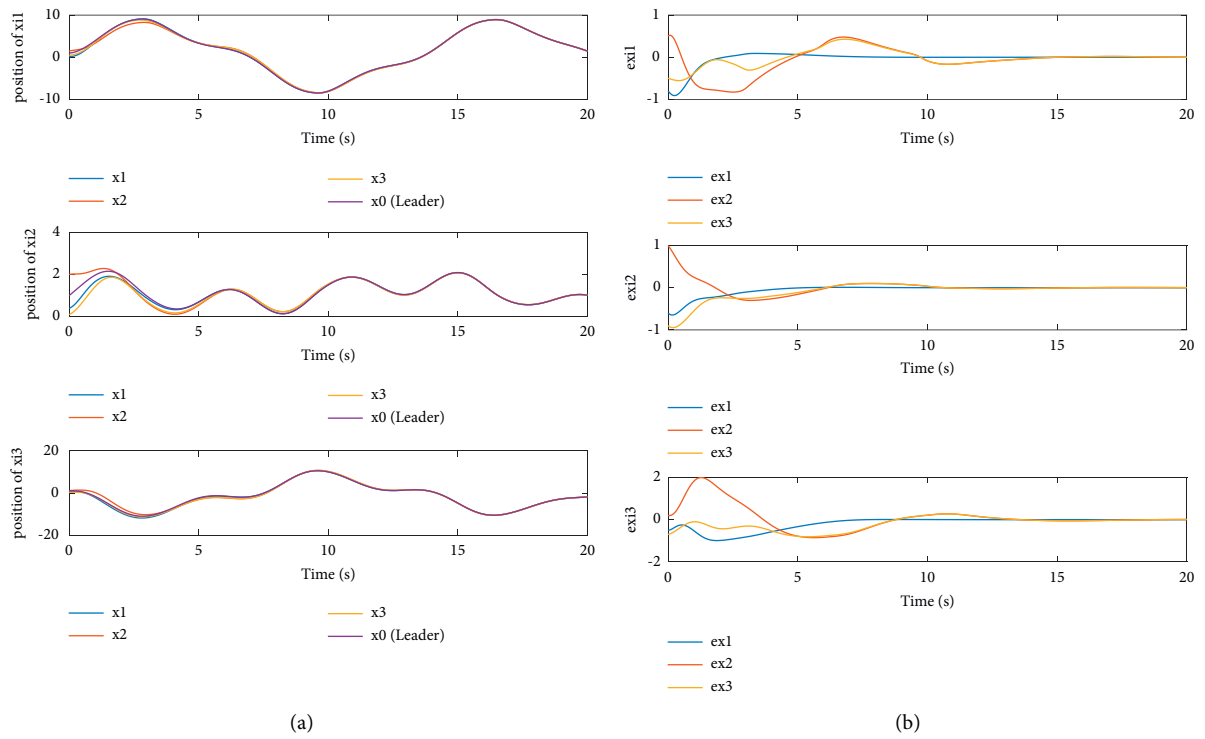 position of xi1
10
0
-10
0 5 10 15 20
Time (s)
x1 x3
x2 x0 (Leader)
position of xi2
4
2
0
0 5 10 15 20
Time (s)
x1 x3
x2 x0 (Leader)
position of xi3
20
0
-20
0 5 10 15 20
Time (s)
x1 x3
x2 x0 (Leader)
(a)
exi1
1
0
-1
0 5 10 15 20
Time (s)
ex1
ex2
ex3
exi2
1
0
-1
0 5 10 15 20
Time (s)
ex1
ex2
ex3
exi3
2
0
-2
0 5 10 15 20
Time (s)
ex1
ex2
ex3
(b)